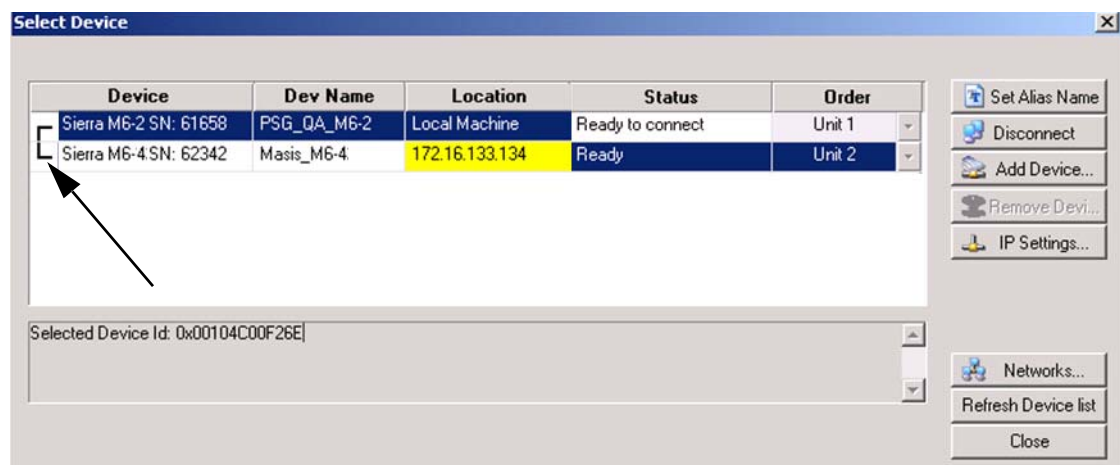 Select Device
Device Dev Name Location Status Order
Sierra M6-2 SN: 61658 PSG_QA_M6-2 Local Machine Ready to connect Unit 1
Sierra M6-4 SN: 62342 Masis_M6-4 172.16.133.134 Ready Unit 2
Set Alias Name
Disconnect
Add Device...
Remove Devi...
IP Settings...
Selected Device Id: 0x00104C00F26E
Networks...
Refresh Device list
Close